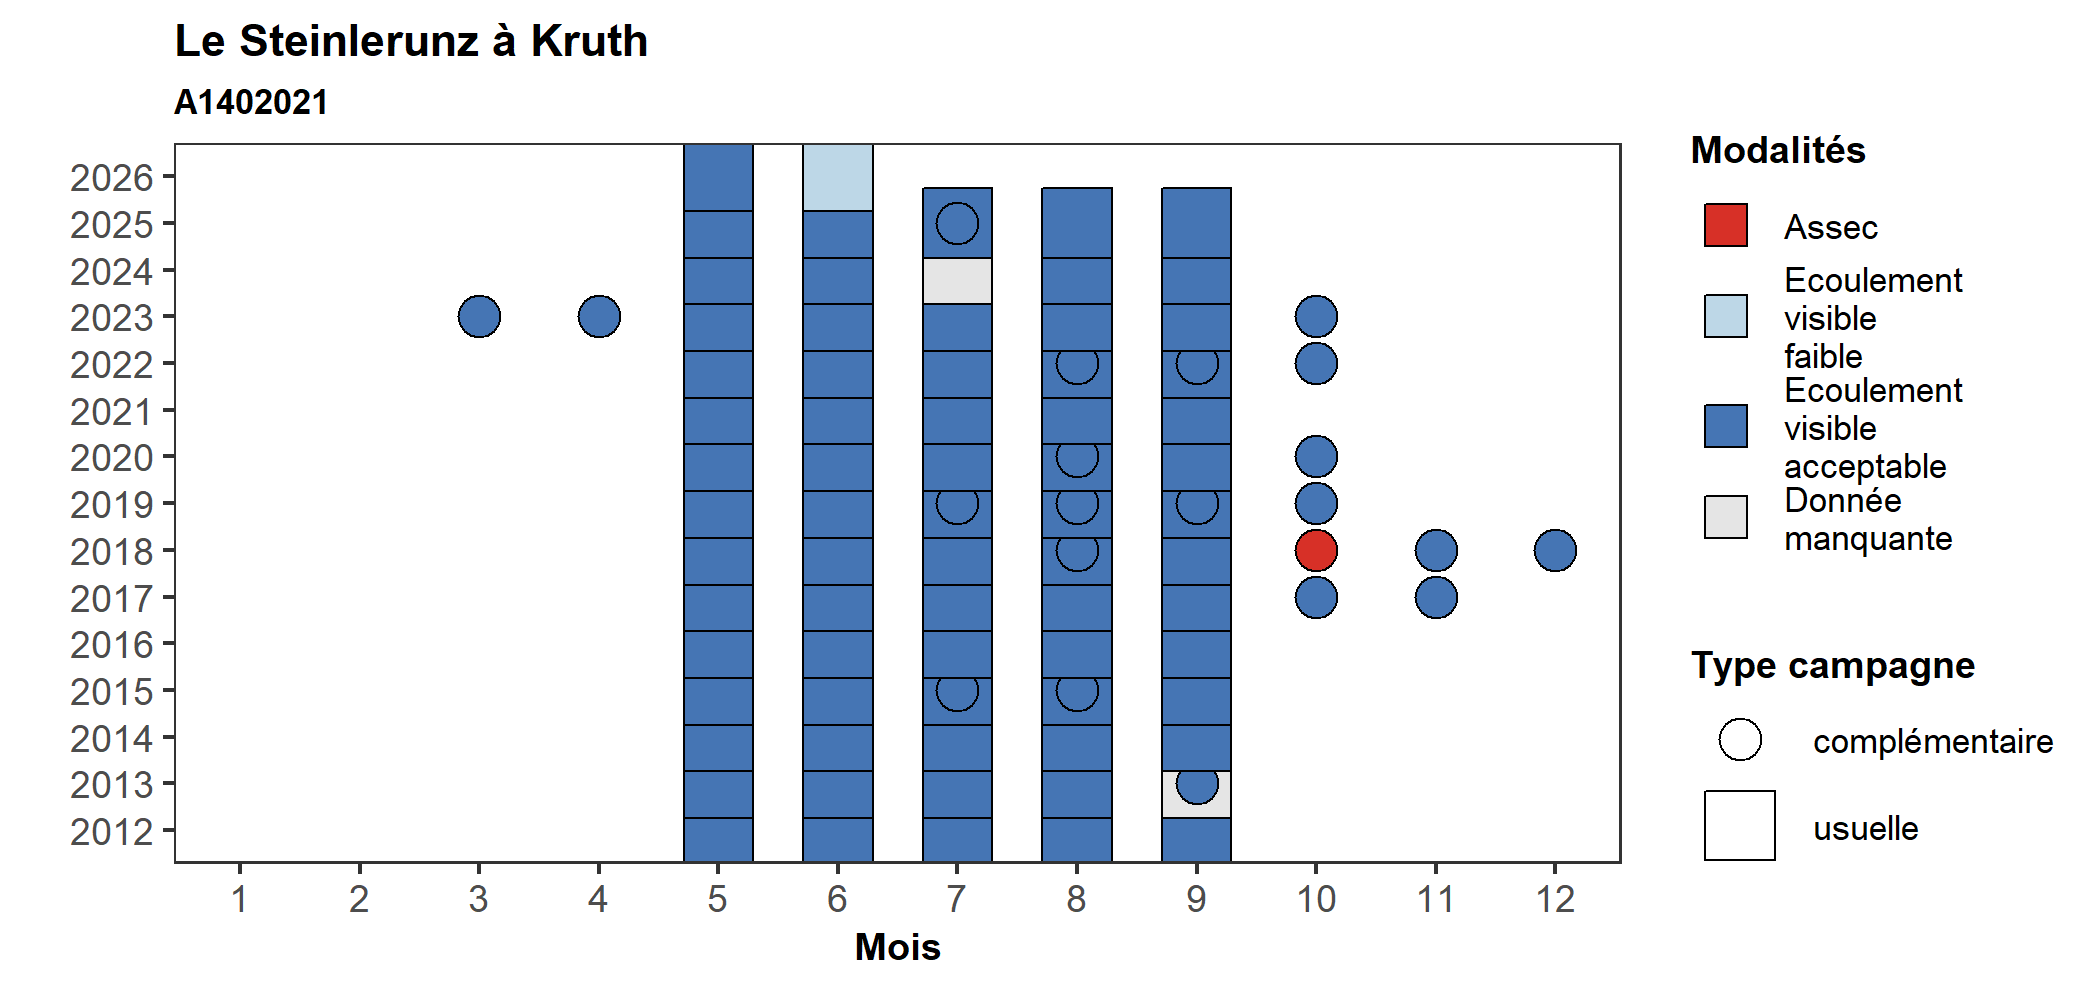 Le Steinlerunz à Kruth
A1402021
2026
2025
2024
2023
2022
2021
2020
2019
2018
2017
2016
2015
2014
2013
2012
1 2 3 4 5 6 7 8 9 10 11 12
Mois
Modalités
Assec
Ecoulement
visible
faible
Ecoulement
visible
acceptable
Donnée
manquante
Type campagne
complémentaire
usuelle